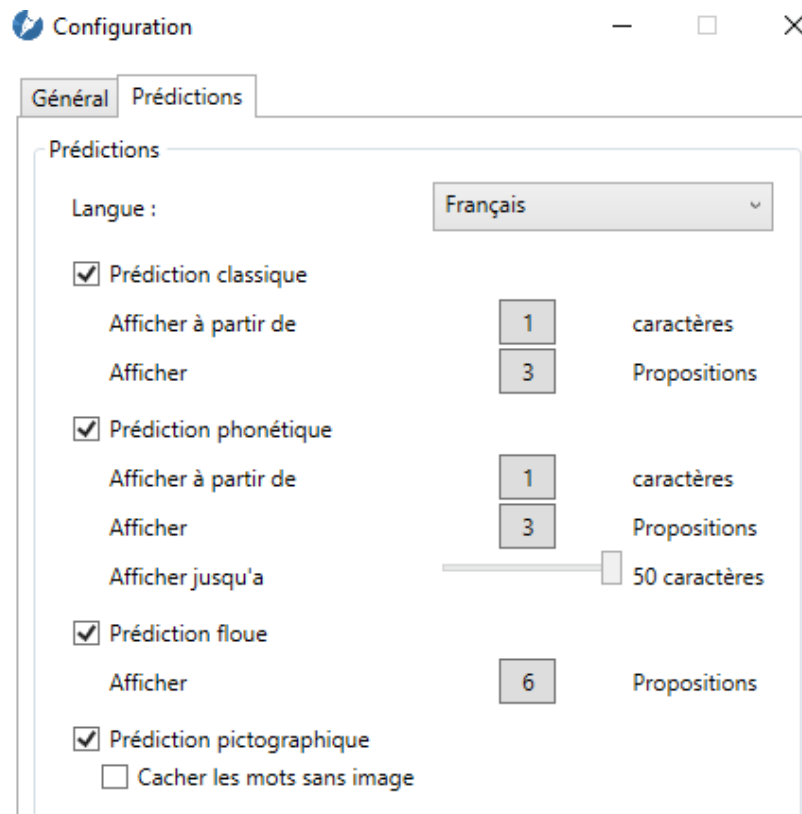 Configuration
Général Prédictions
Prédictions
Langue : Français
Prédiction classique
Afficher à partir de 1 caractères
Afficher 3 Propositions
Prédiction phonétique
Afficher à partir de 1 caractères
Afficher 3 Propositions
Afficher jusqu'a 50 caractères
Prédiction floue
Afficher 6 Propositions
Prédiction pictographique
Cacher les mots sans image